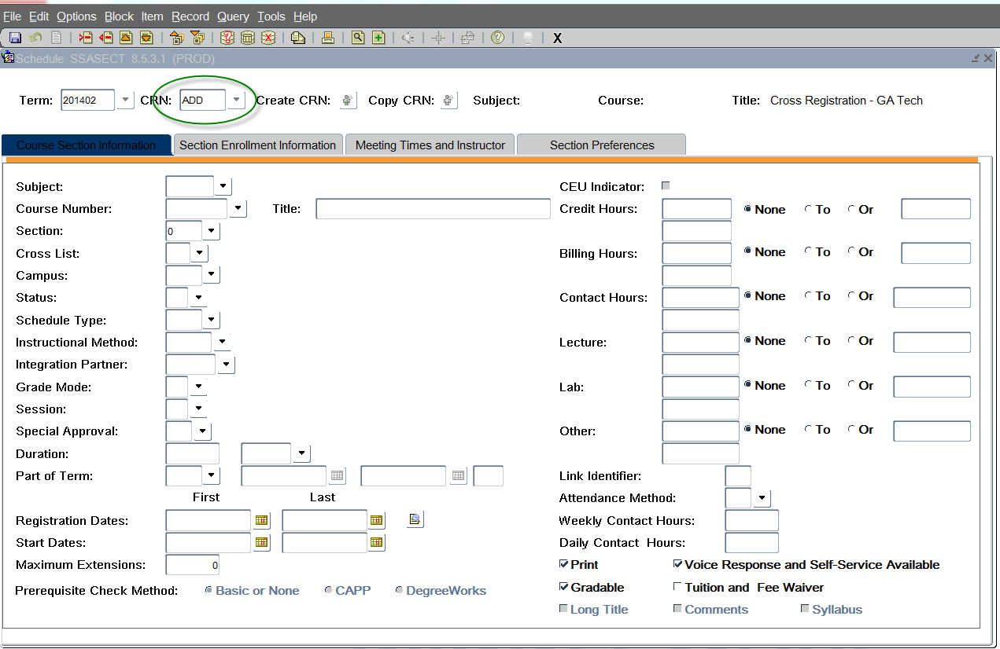 File Edit Options Block Item Record Query Tools Help
X
Schedule SSASECT 8.5.3.1 (PROD)
Term: 201402 CRN: ADD Create CRN: Copy CRN: Subject: Course: Title: Cross Registration - GA Tech
Course Section Information Section Enrollment Information Meeting Times and Instructor Section Preferences
Subject: CEU Indicator:
Course Number: Title: Credit Hours: None To Or
Section: 0
Cross List: Billing Hours: None To Or
Campus:
Status: Contact Hours: None To Or
Schedule Type:
Instructional Method: Lecture: None To Or
Integration Partner:
Grade Mode: Lab: None To Or
Session:
Special Approval: Other: None To Or
Duration:
Part of Term: Link Identifier:
First Last Attendance Method:
Registration Dates: Weekly Contact Hours:
Start Dates: Daily Contact Hours:
Maximum Extensions: 0 Print Voice Response and Self-Service Available
Prerequisite Check Method: Basic or None CAPP DegreeWorks Gradable Tuition and Fee Waiver
Long Title Comments Syllabus